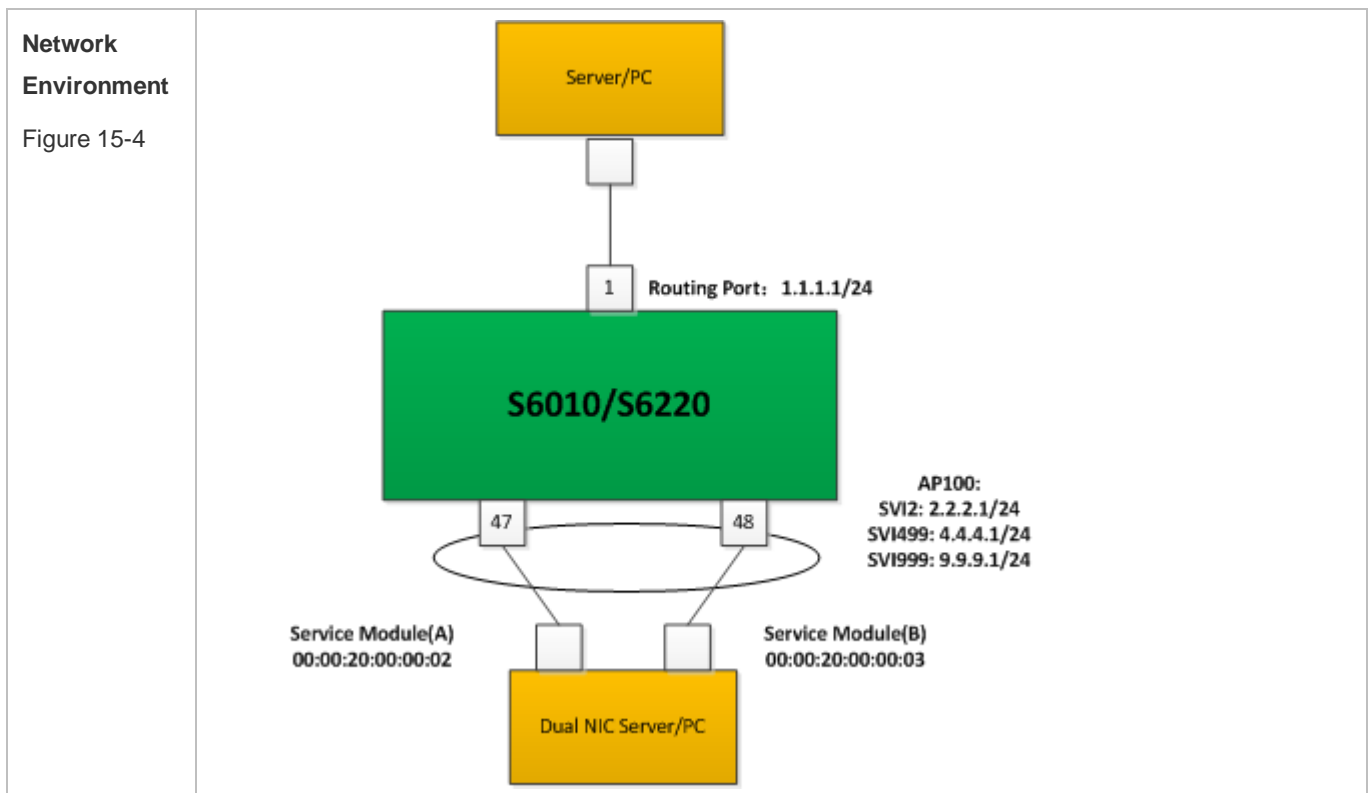 Network
Environment
Figure 15-4
Server/PC
1
Routing Port： 1.1.1.1/24
S6010/S6220
47
48
AP100:
SVI2: 2.2.2.1/24
SVI499: 4.4.4.1/24
SVI999: 9.9.9.1/24
Service Module(A)
00:00:20:00:00:02
Service Module(B)
00:00:20:00:00:03
Dual NIC Server/PC